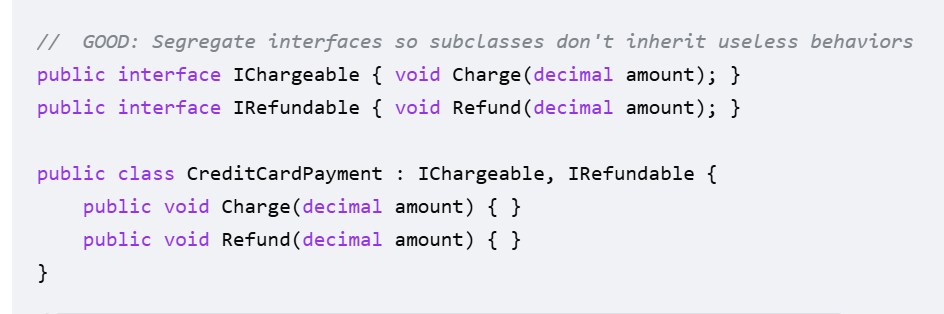 //  GOOD: Segregate interfaces so subclasses don't inherit useless behaviors
public interface IChargeable { void Charge(decimal amount); }
public interface IRefundable { void Refund(decimal amount); }

public class CreditCardPayment : IChargeable, IRefundable {
    public void Charge(decimal amount) { }
    public void Refund(decimal amount) { }
}